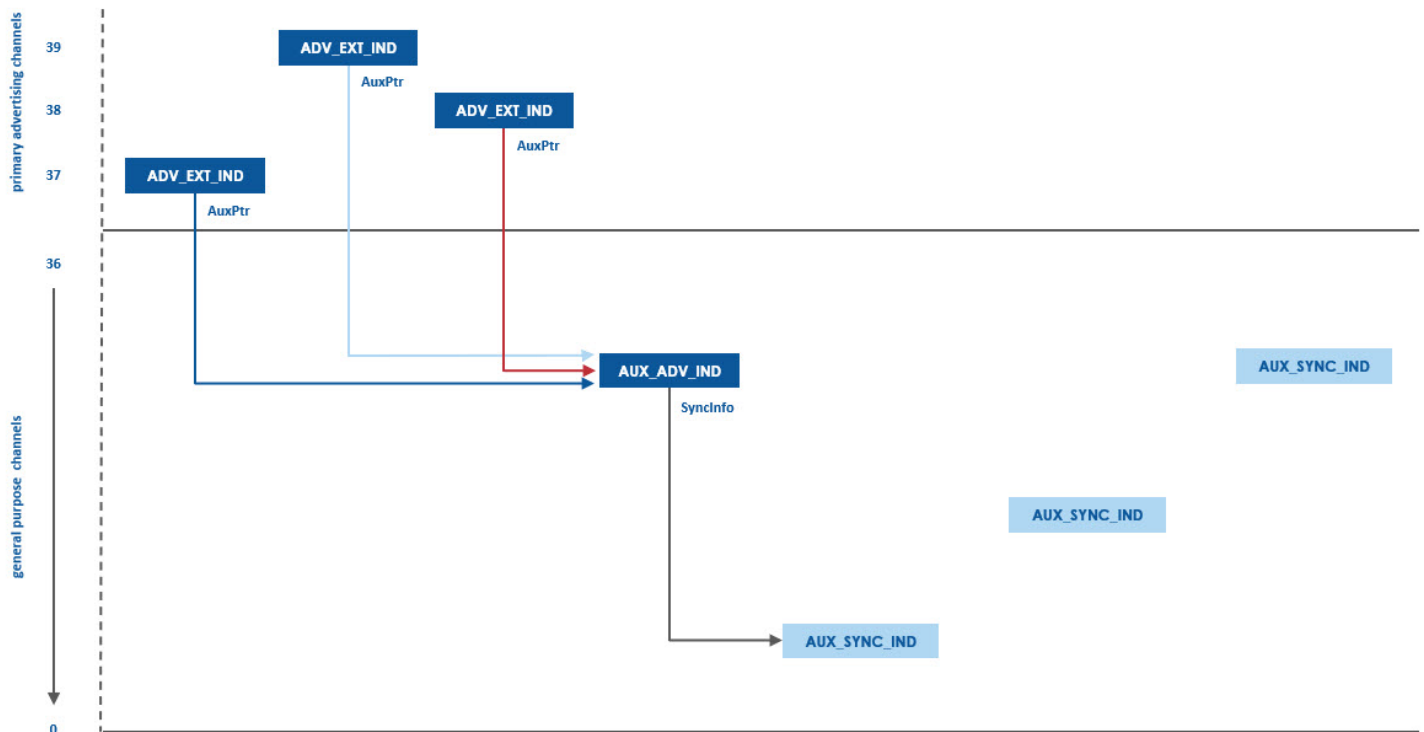 primary advertising channels
39
ADV_EXT_IND
AuxPtr
38
ADV_EXT_IND
AuxPtr
37
ADV_EXT_IND
AuxPtr
36
general purpose channels
AUX_ADV_IND
SyncInfo
AUX_SYNC_IND
AUX_SYNC_IND
AUX_SYNC_IND
0